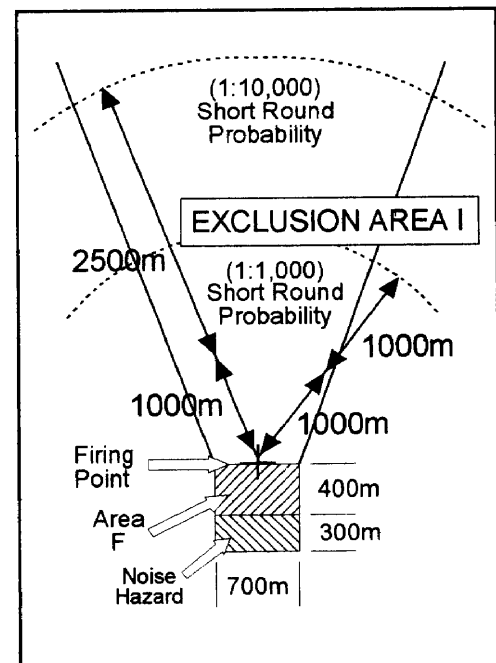 (1:10,000)
Short Round
Probability
EXCLUSION AREA I
2500m
(1:1,000)
Short Round
Probability
1000m
1000m
1000m
Firing
Point
400m
Area
F
300m
Noise
Hazard
700m